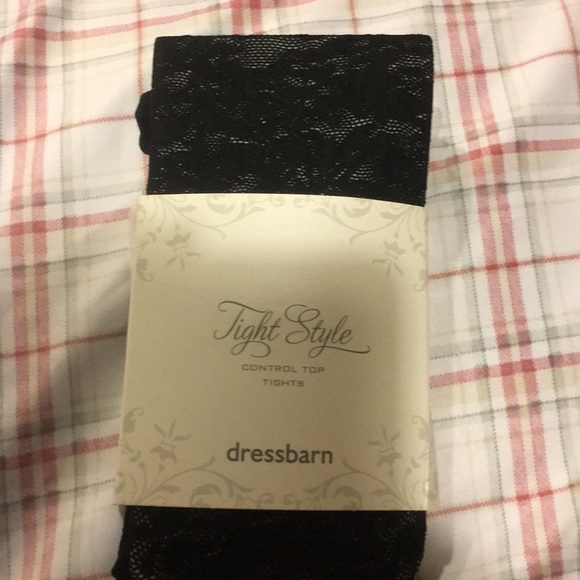 Tight Style
CONTROL TOP
TIGHTS
dressbarn